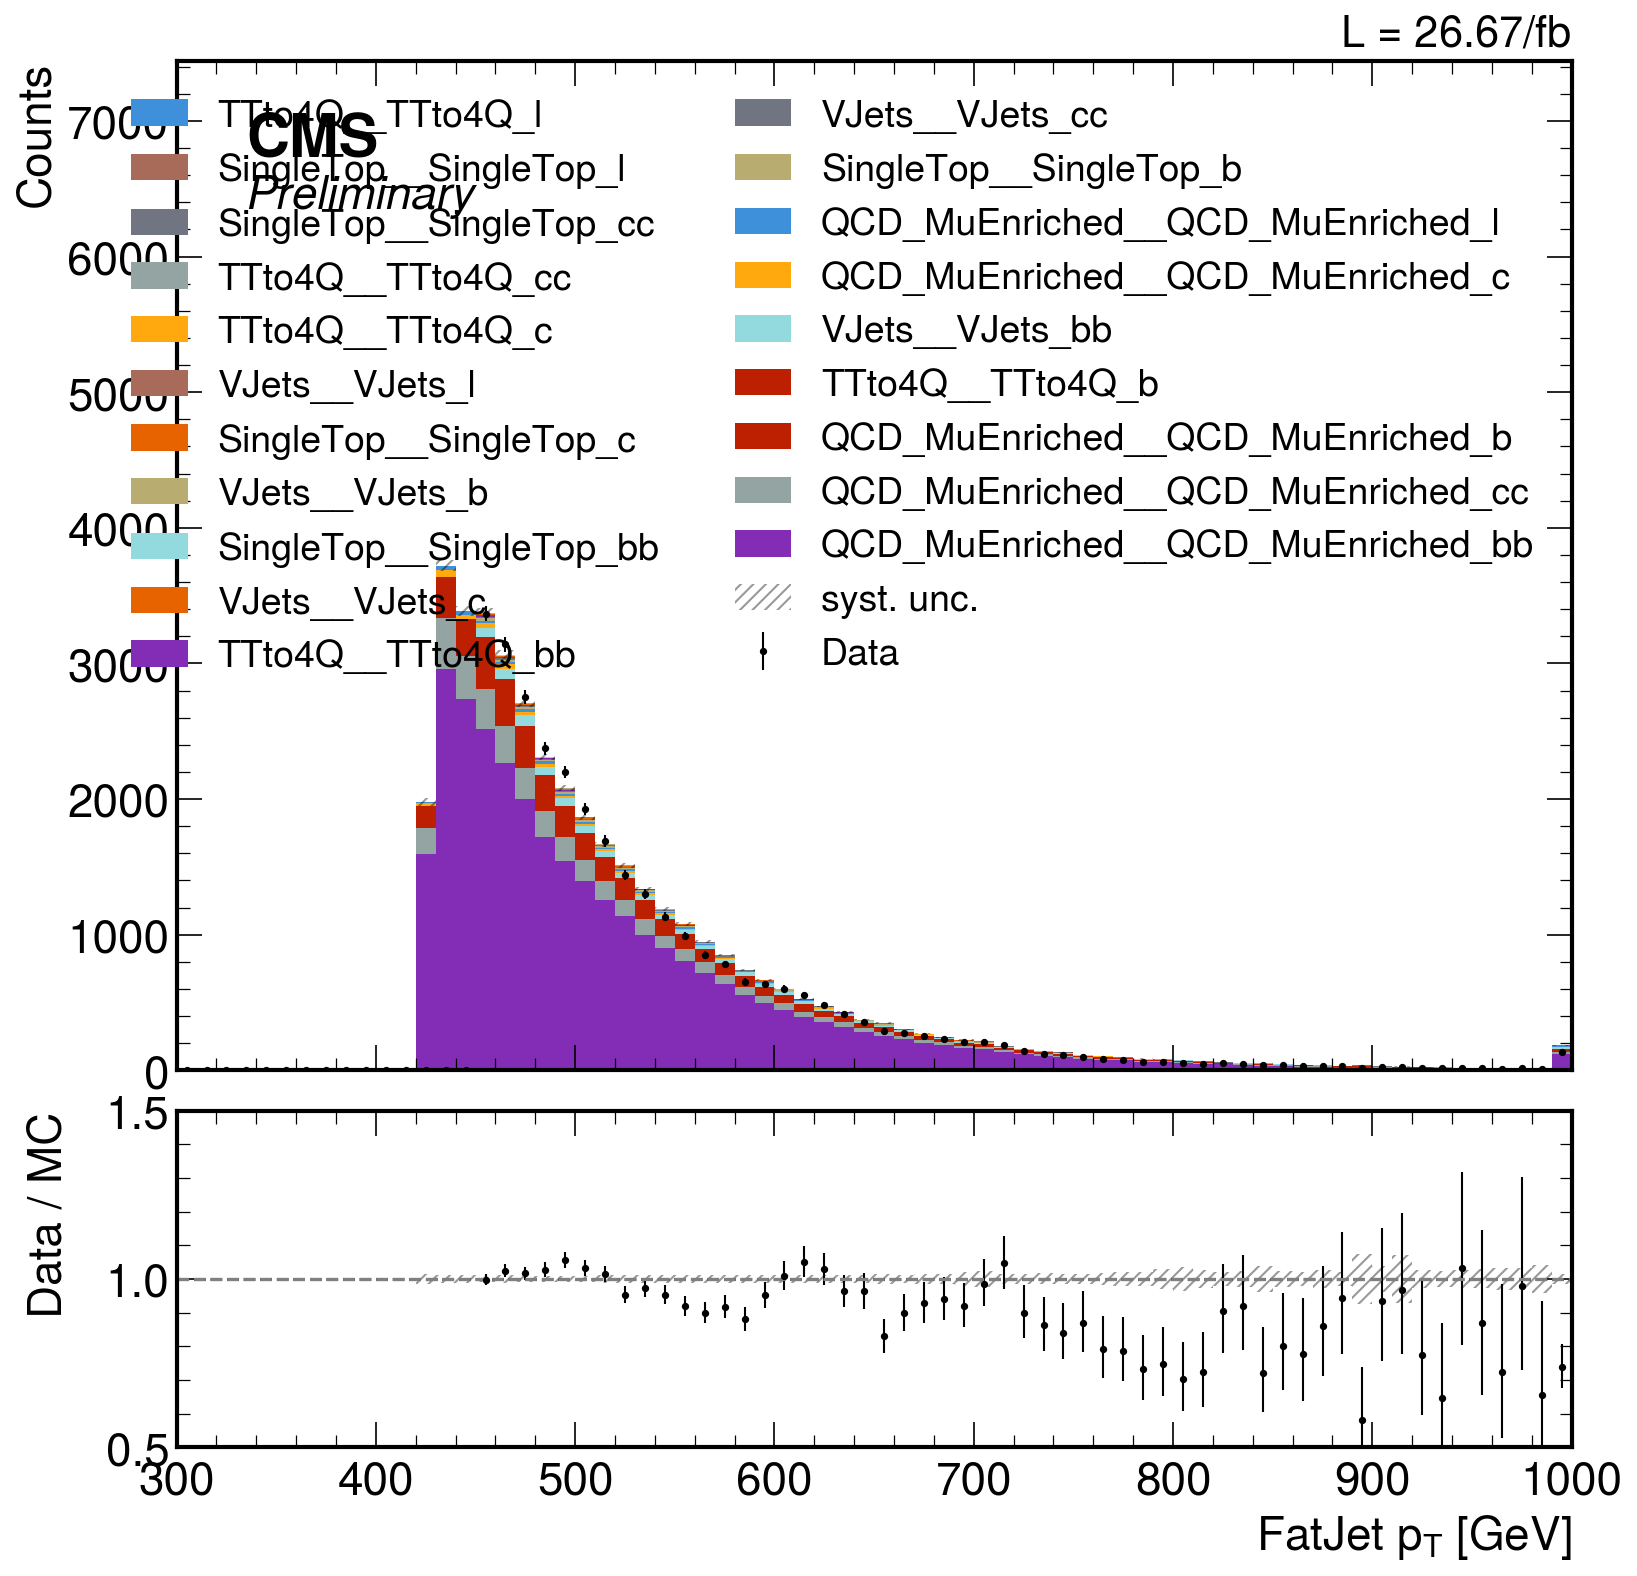 L = 26.67/fb
Counts
CMS
Preliminary
TTto4Q__TTto4Q_l
SingleTop__SingleTop_l
SingleTop__SingleTop_cc
TTto4Q__TTto4Q_cc
TTto4Q__TTto4Q_c
VJets__VJets_l
SingleTop__SingleTop_c
VJets__VJets_b
SingleTop__SingleTop_bb
VJets__VJets_c
TTto4Q__TTto4Q_bb
VJets__VJets_cc
SingleTop__SingleTop_b
QCD_MuEnriched__QCD_MuEnriched_l
QCD_MuEnriched__QCD_MuEnriched_c
VJets__VJets_bb
TTto4Q__TTto4Q_b
QCD_MuEnriched__QCD_MuEnriched_b
QCD_MuEnriched__QCD_MuEnriched_cc
QCD_MuEnriched__QCD_MuEnriched_bb
syst. unc.
Data
7000
6000
5000
4000
3000
2000
1000
0
Data / MC
1.5
1.0
0.5
300 400 500 600 700 800 900 1000
FatJet p_T [GeV]